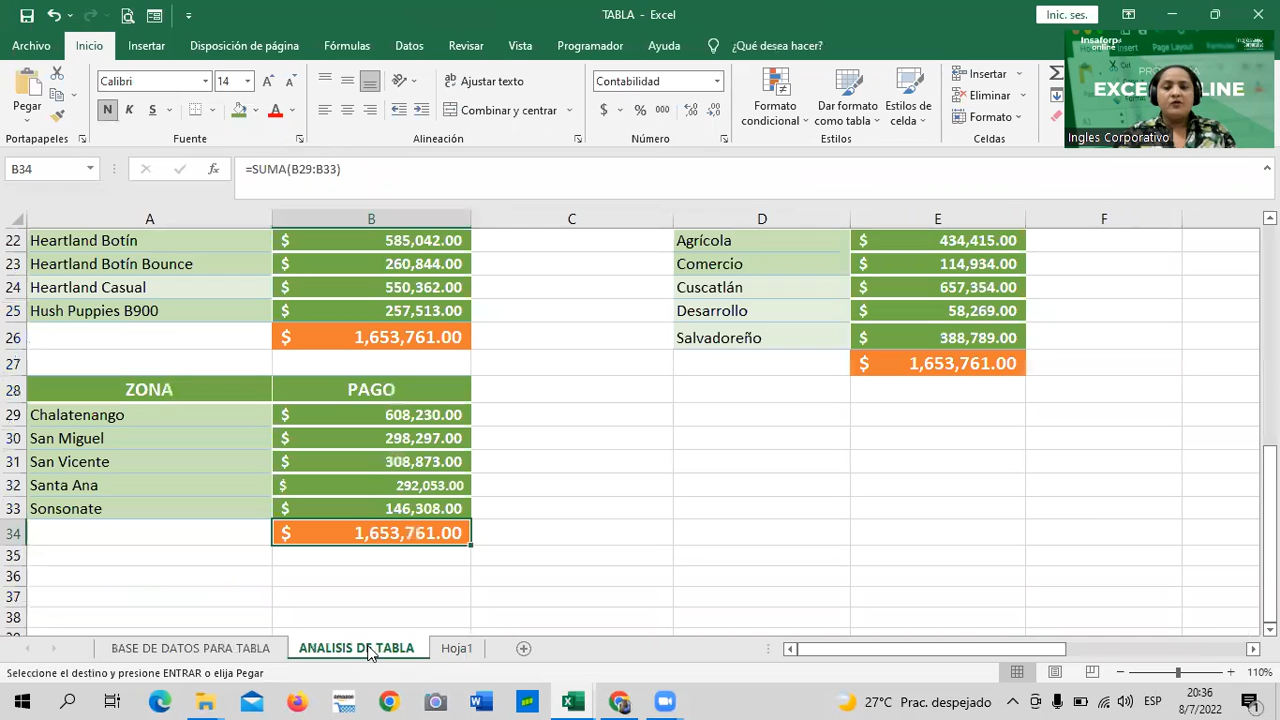 TABLA - Excel
Inic. ses.
Archivo Inicio Insertar Disposición de página Fórmulas Datos Revisar Vista Programador Ayuda ¿Qué desea hacer?
Pegar
Portapapeles
Calibri 14
N K S
Fuente
Ajustar texto
Combinar y centrar
Alineación
Contabilidad
$ % 000
Número
Formato condicional
Dar formato como tabla
Estilos de celda
Estilos
Insertar
Eliminar
Formato
Celdas
Insaforp online
Page Layout
EXCEL ONLINE
Ingles Corporativo
B34 fx =SUMA(B29:B33)
A B C D E F
22 Heartland Botín $ 585,042.00 Agrícola $ 434,415.00
23 Heartland Botín Bounce $ 260,844.00 Comercio $ 114,934.00
24 Heartland Casual $ 550,362.00 Cuscatlán $ 657,354.00
25 Hush Puppies B900 $ 257,513.00 Desarrollo $ 58,269.00
26 $ 1,653,761.00 Salvadoreño $ 388,789.00
27 $ 1,653,761.00
28 ZONA PAGO
29 Chalatenango $ 608,230.00
30 San Miguel $ 298,297.00
31 San Vicente $ 308,873.00
32 Santa Ana $ 292,053.00
33 Sonsonate $ 146,308.00
34 $ 1,653,761.00
35
36
37
38
BASE DE DATOS PARA TABLA ANALISIS DE TABLA Hoja1
Seleccione el destino y presione ENTRAR o elija Pegar 110%
27°C Prac. despejado ESP 20:36
8/7/2022